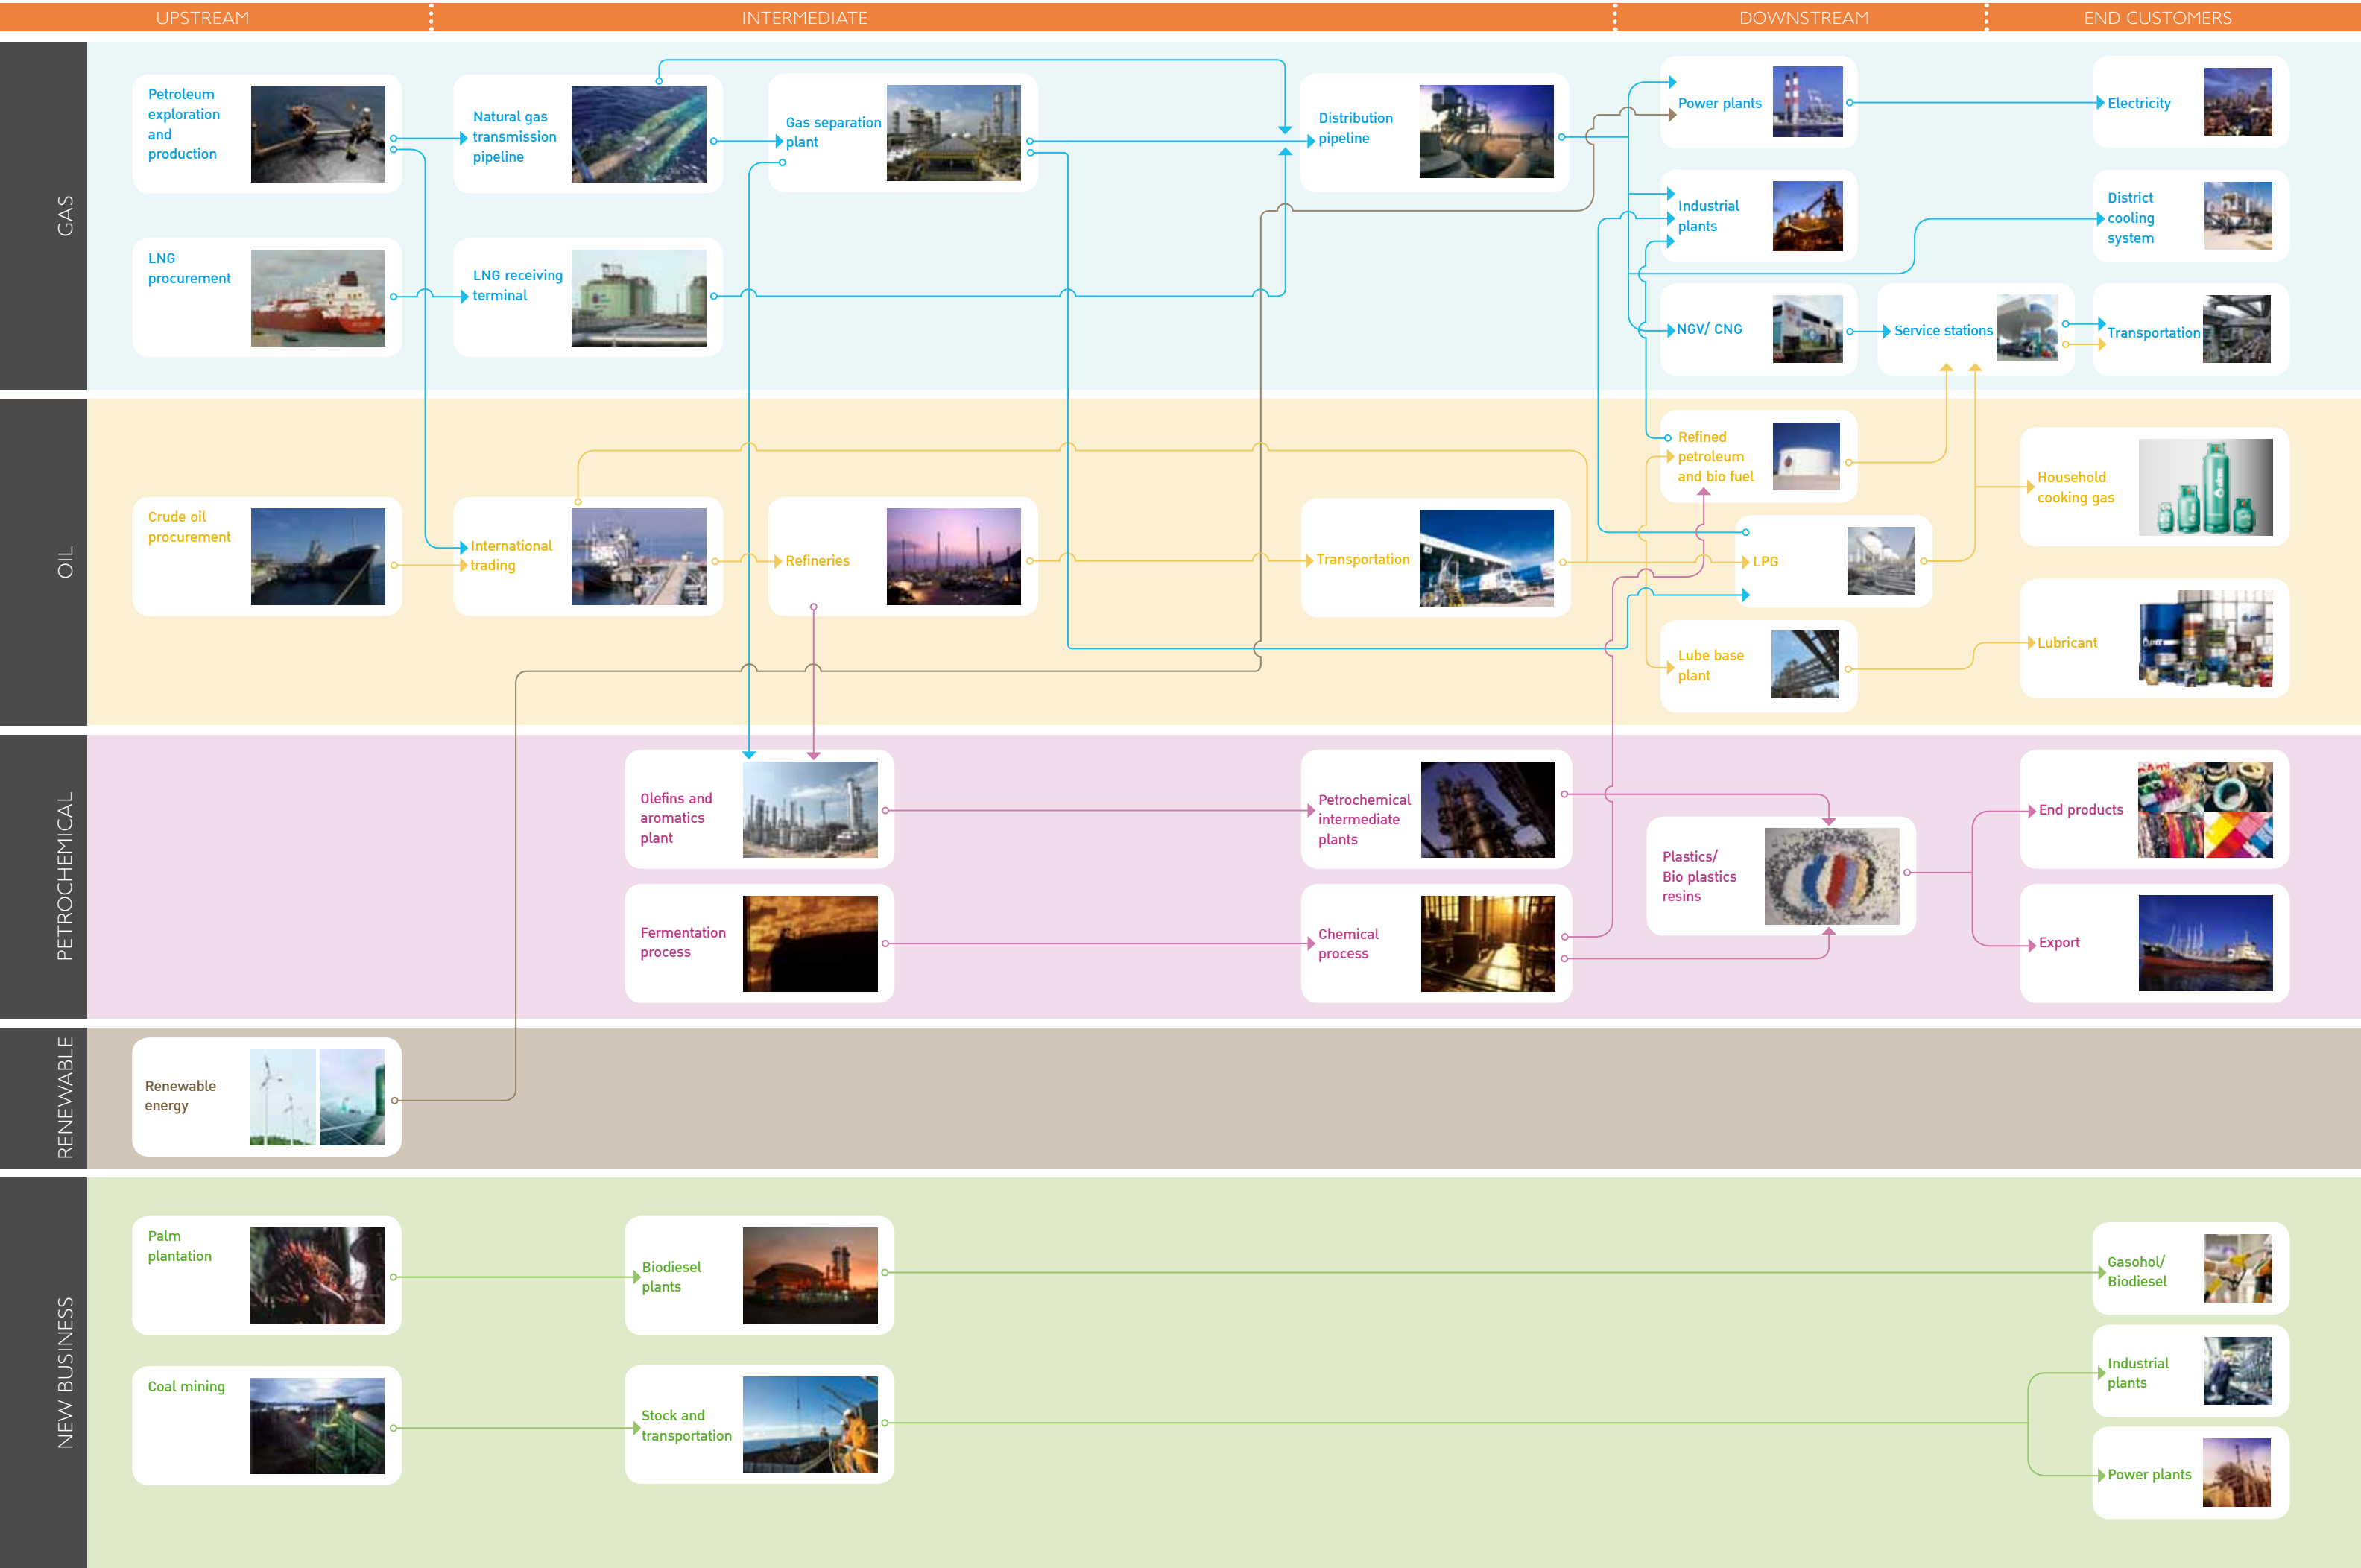 UPSTREAM
INTERMEDIATE
DOWNSTREAM
END CUSTOMERS
GAS
Petroleum
exploration
and
production
Natural gas
transmission
pipeline
Gas separation
plant
Distribution
pipeline
Power plants
Electricity
Industrial
plants
District
cooling
system
LNG
procurement
LNG receiving
terminal
NGV/ CNG
Service stations
Transportation
OIL
Crude oil
procurement
International
trading
Refineries
Transportation
Refined
petroleum
and bio fuel
LPG
Lube base
plant
Household
cooking gas
Lubricant
PETROCHEMICAL
Olefins and
aromatics
plant
Petrochemical
intermediate
plants
Plastics/
Bio plastics
resins
End products
Fermentation
process
Chemical
process
Export
RENEWABLE
Renewable
energy
NEW BUSINESS
Palm
plantation
Biodiesel
plants
Gasohol/
Biodiesel
Coal mining
Stock and
transportation
Industrial
plants
Power plants